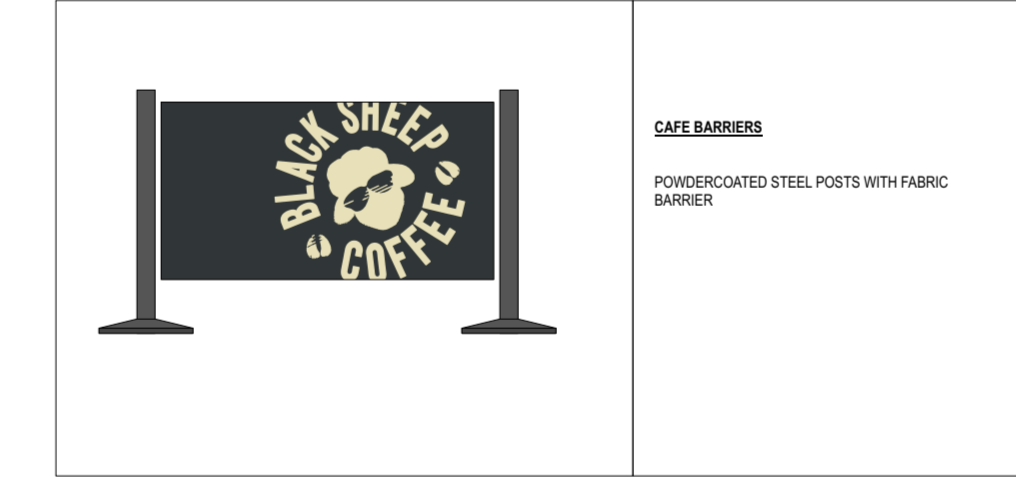 BLACK SHEEP
COFFEE
CAFE BARRIERS
POWDERCOATED STEEL POSTS WITH FABRIC
BARRIER